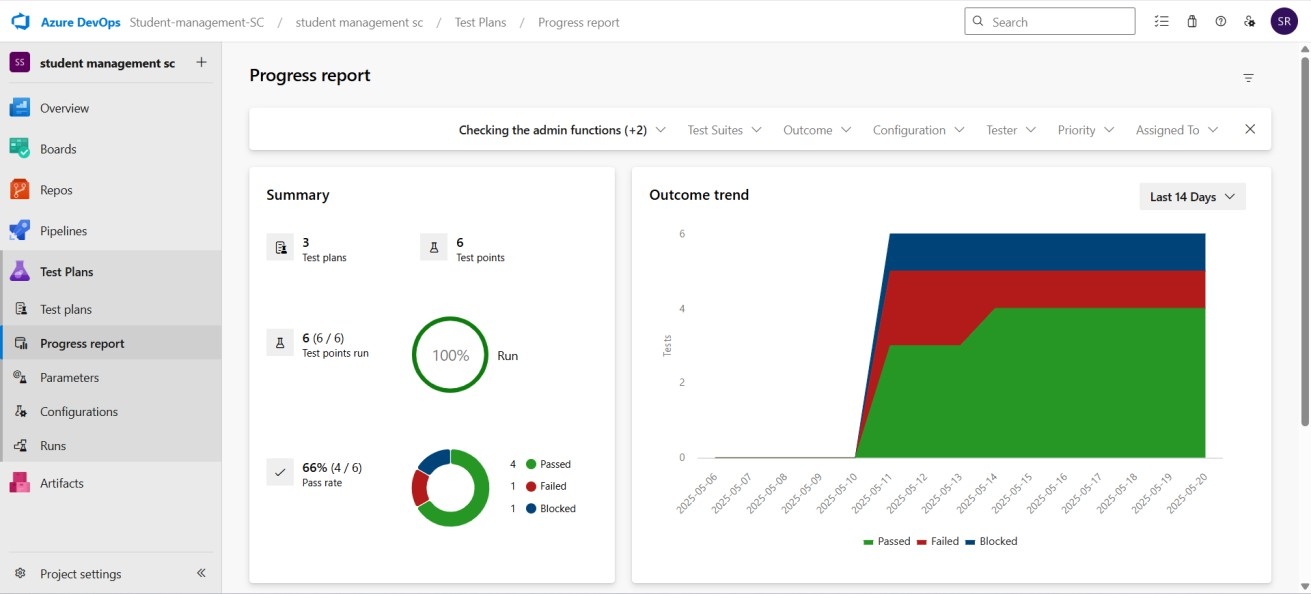 Azure DevOps Student-management-SC / student management sc / Test Plans / Progress report
Search
SR
SS student management sc +
Overview
Boards
Repos
Pipelines
Test Plans
Test plans
Progress report
Parameters
Configurations
Runs
Artifacts
Project settings
Progress report
Checking the admin functions (+2) Test Suites Outcome Configuration Tester Priority Assigned To
Summary
3
Test plans
6
Test points
6 (6 / 6)
Test points run
100%
Run
66% (4 / 6)
Pass rate
4 Passed
1 Failed
1 Blocked
Outcome trend
Last 14 Days
6
4
2
0
Tests
2025-05-06
2025-05-07
2025-05-08
2025-05-09
2025-05-10
2025-05-11
2025-05-12
2025-05-13
2025-05-14
2025-05-15
2025-05-16
2025-05-17
2025-05-18
2025-05-19
2025-05-20
Passed Failed Blocked